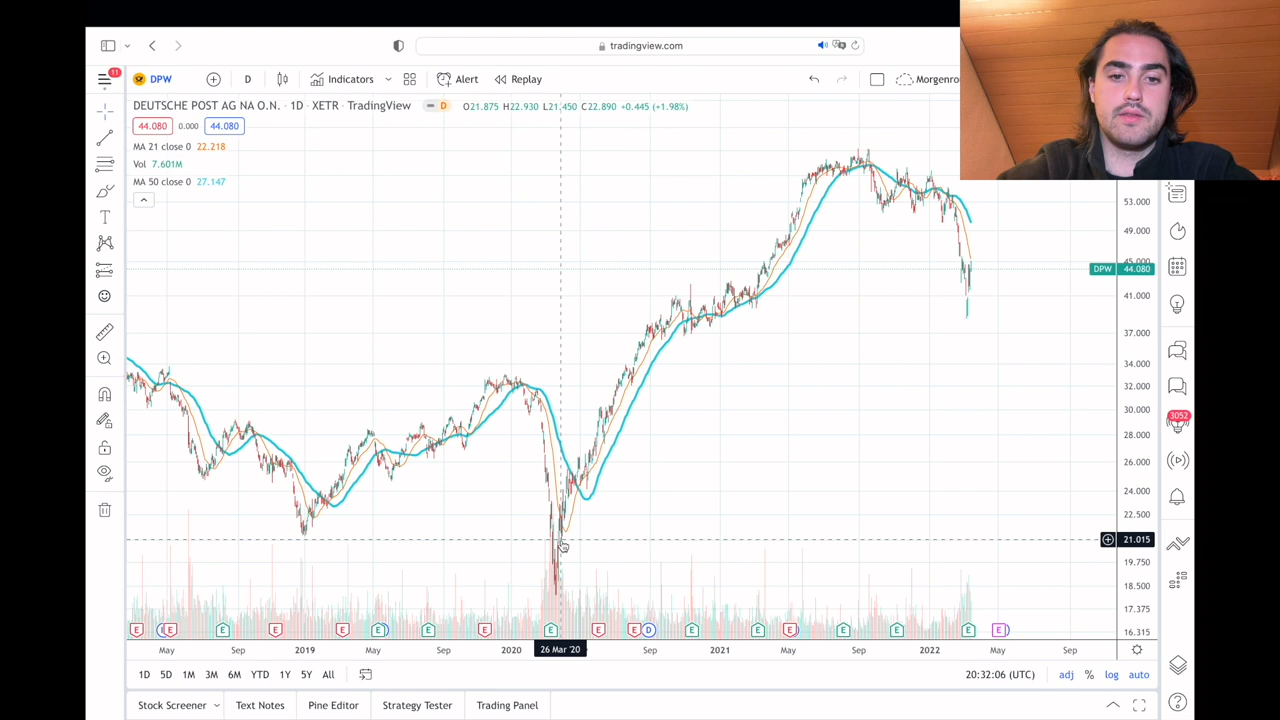 tradingview.com
11
DPW
D
Indicators
Alert
Replay
Morgenro
DEUTSCHE POST AG NA O.N. · 1D · XETR · TradingView
D
O21.875 H22.930 L21.450 C22.890 +0.445 (+1.98%)
44.080
0.000
44.080
MA 21 close 0 22.218
Vol 7.601M
MA 50 close 0 27.147
53.000
49.000
45.000
DPW 44.080
41.000
37.000
34.000
32.000
30.000
28.000
26.000
24.000
22.500
21.015
19.750
18.500
17.375
16.315
3052
E E E E E E E E E E E D E E E E E E E
May Sep 2019 May Sep 2020 26 Mar '20 Sep 2021 May Sep 2022 May Sep
1D 5D 1M 3M 6M YTD 1Y 5Y All
20:32:06 (UTC)
adj % log auto
Stock Screener Text Notes Pine Editor Strategy Tester Trading Panel